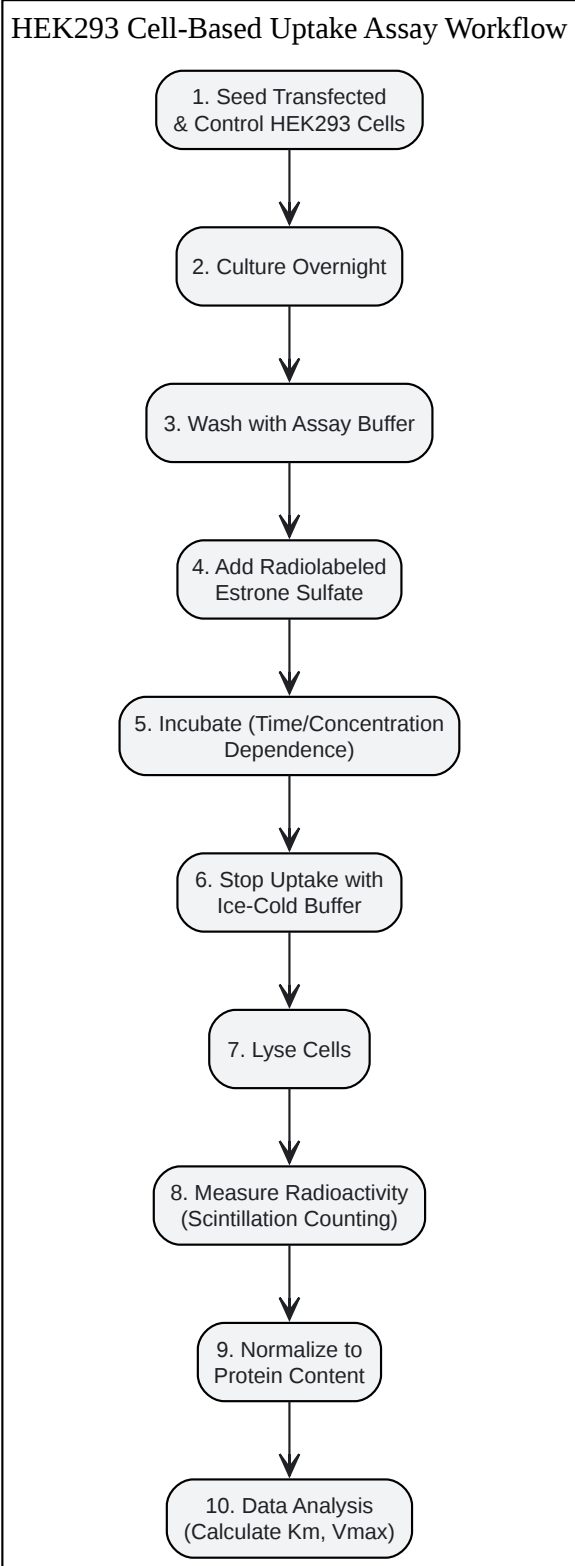 HEK293 Cell-Based Uptake Assay Workflow
1. Seed Transfected
& Control HEK293 Cells
2. Culture Overnight
3. Wash with Assay Buffer
4. Add Radiolabeled
Estrone Sulfate
5. Incubate (Time/Concentration
Dependence)
6. Stop Uptake with
Ice-Cold Buffer
7. Lyse Cells
8. Measure Radioactivity
(Scintillation Counting)
9. Normalize to
Protein Content
10. Data Analysis
(Calculate Km, Vmax)